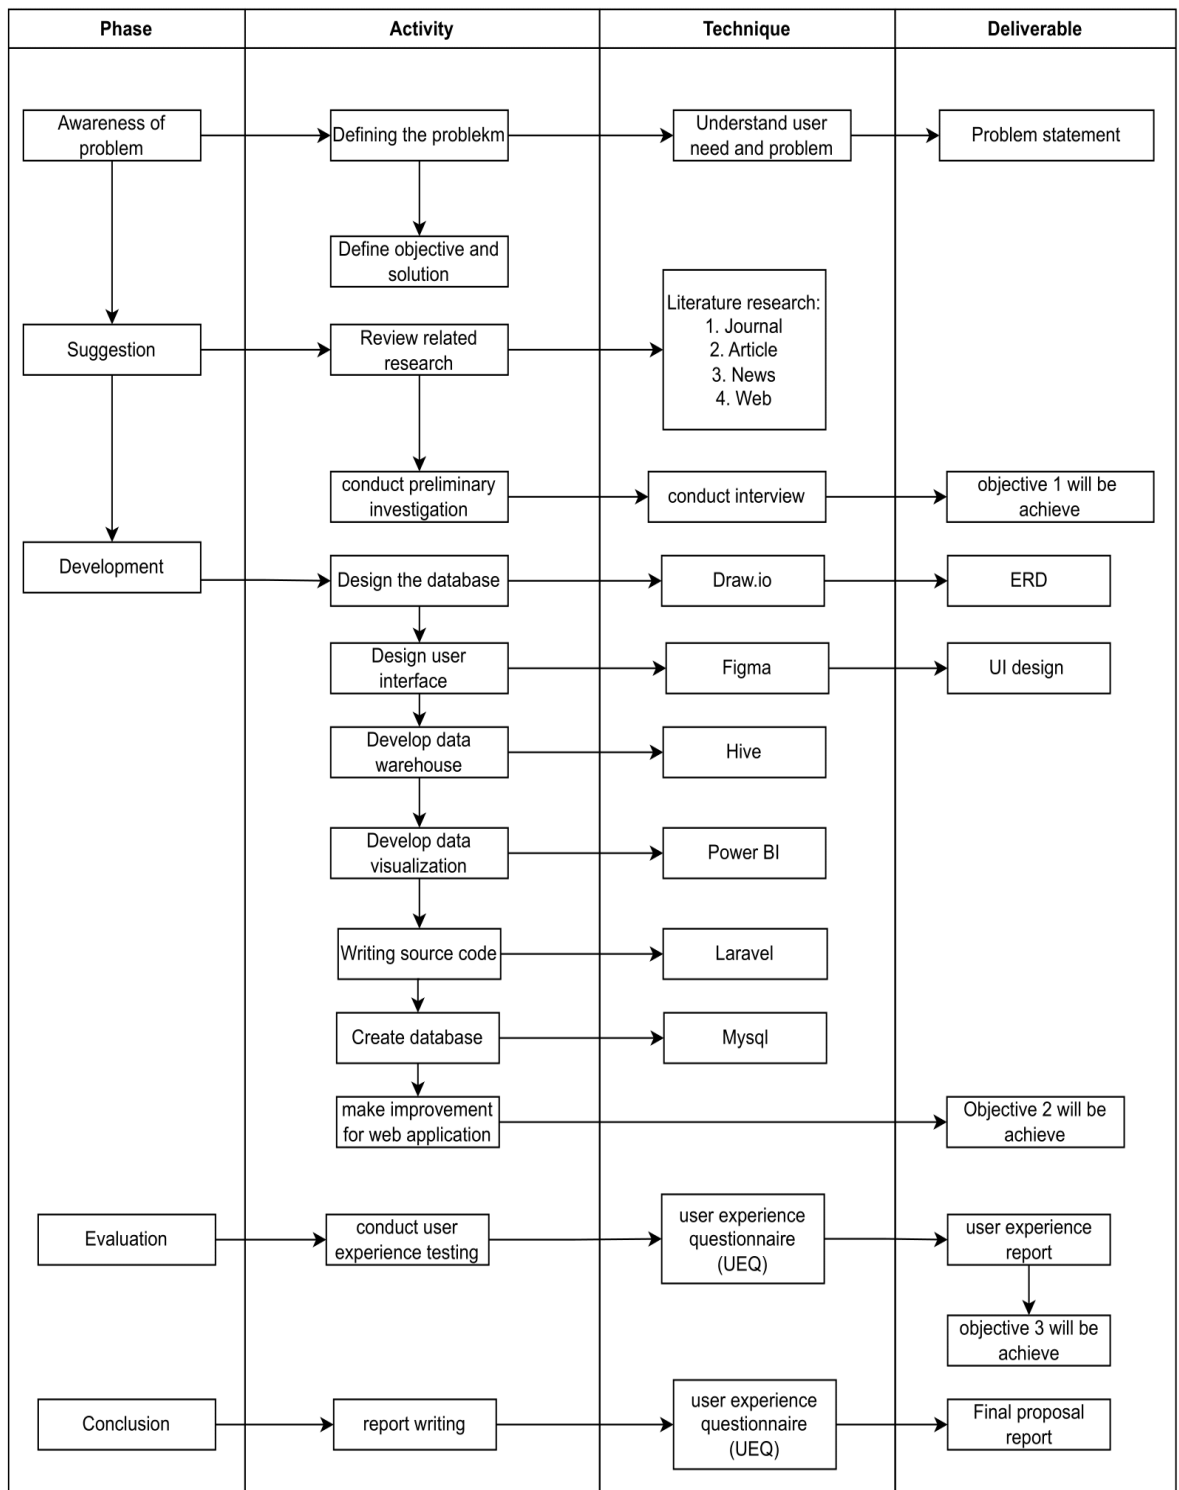 Phase
Activity
Technique
Deliverable
Awareness of
problem
Defining the problekm
Understand user
need and problem
Problem statement
Define objective and
solution
Suggestion
Review related
research
Literature research:
1. Journal
2. Article
3. News
4. Web
conduct preliminary
investigation
conduct interview
objective 1 will be
achieve
Development
Design the database
Draw.io
ERD
Design user
interface
Figma
UI design
Develop data
warehouse
Hive
Develop data
visualization
Power BI
Writing source code
Laravel
Create database
Mysql
make improvement
for web application
Objective 2 will be
achieve
Evaluation
conduct user
experience testing
user experience
questionnaire
(UEQ)
user experience
report
objective 3 will be
achieve
Conclusion
report writing
user experience
questionnaire
(UEQ)
Final proposal
report